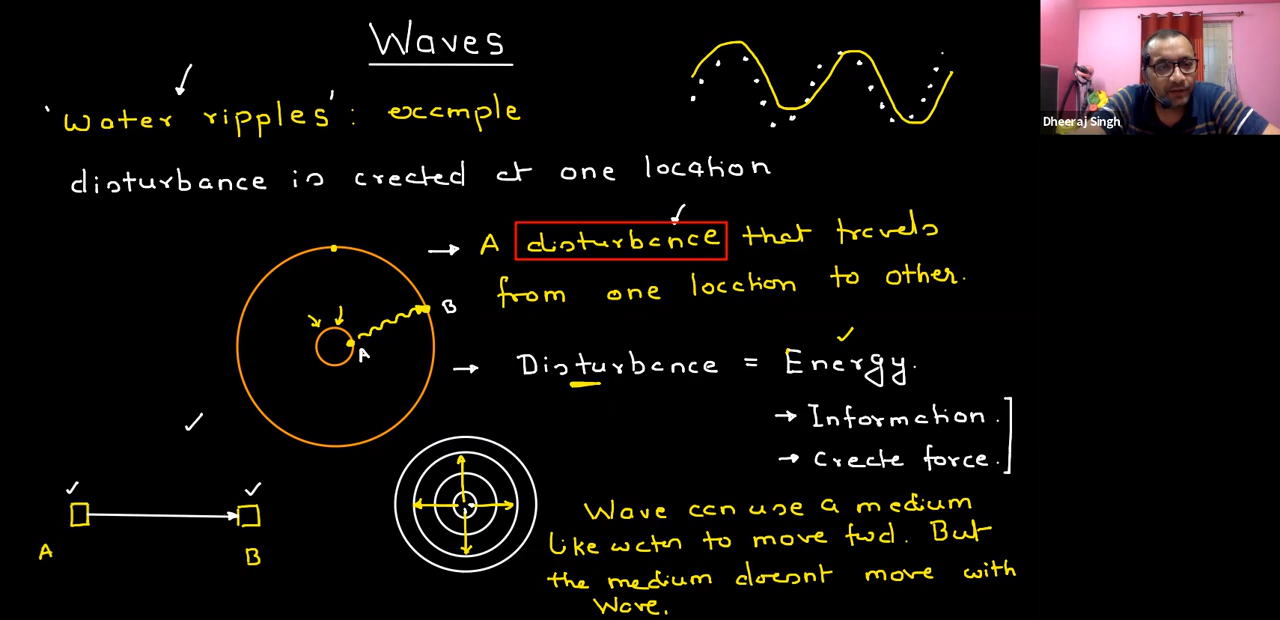 Waves
'Water ripples' : example
Dheeraj Singh
disturbance is created at one location
→ A disturbance that travels
from one location to other.
B
A
→ Disturbance = Energy.
→ Information.
→ Create force.
A
B
Wave can use a medium
like water to move fwd. But
the medium doesnt move with
Wave.